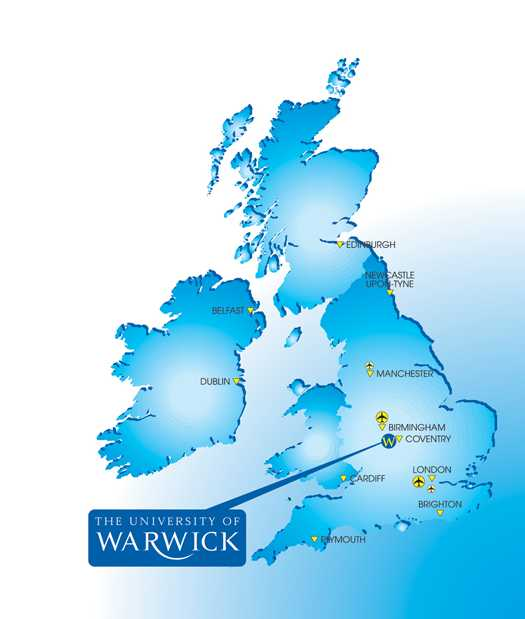 EDINBURGH
NEWCASTLE
UPON-TYNE
BELFAST
MANCHESTER
DUBLIN
BIRMINGHAM
W
COVENTRY
LONDON
CARDIFF
BRIGHTON
THE UNIVERSITY OF
WARWICK
PLYMOUTH